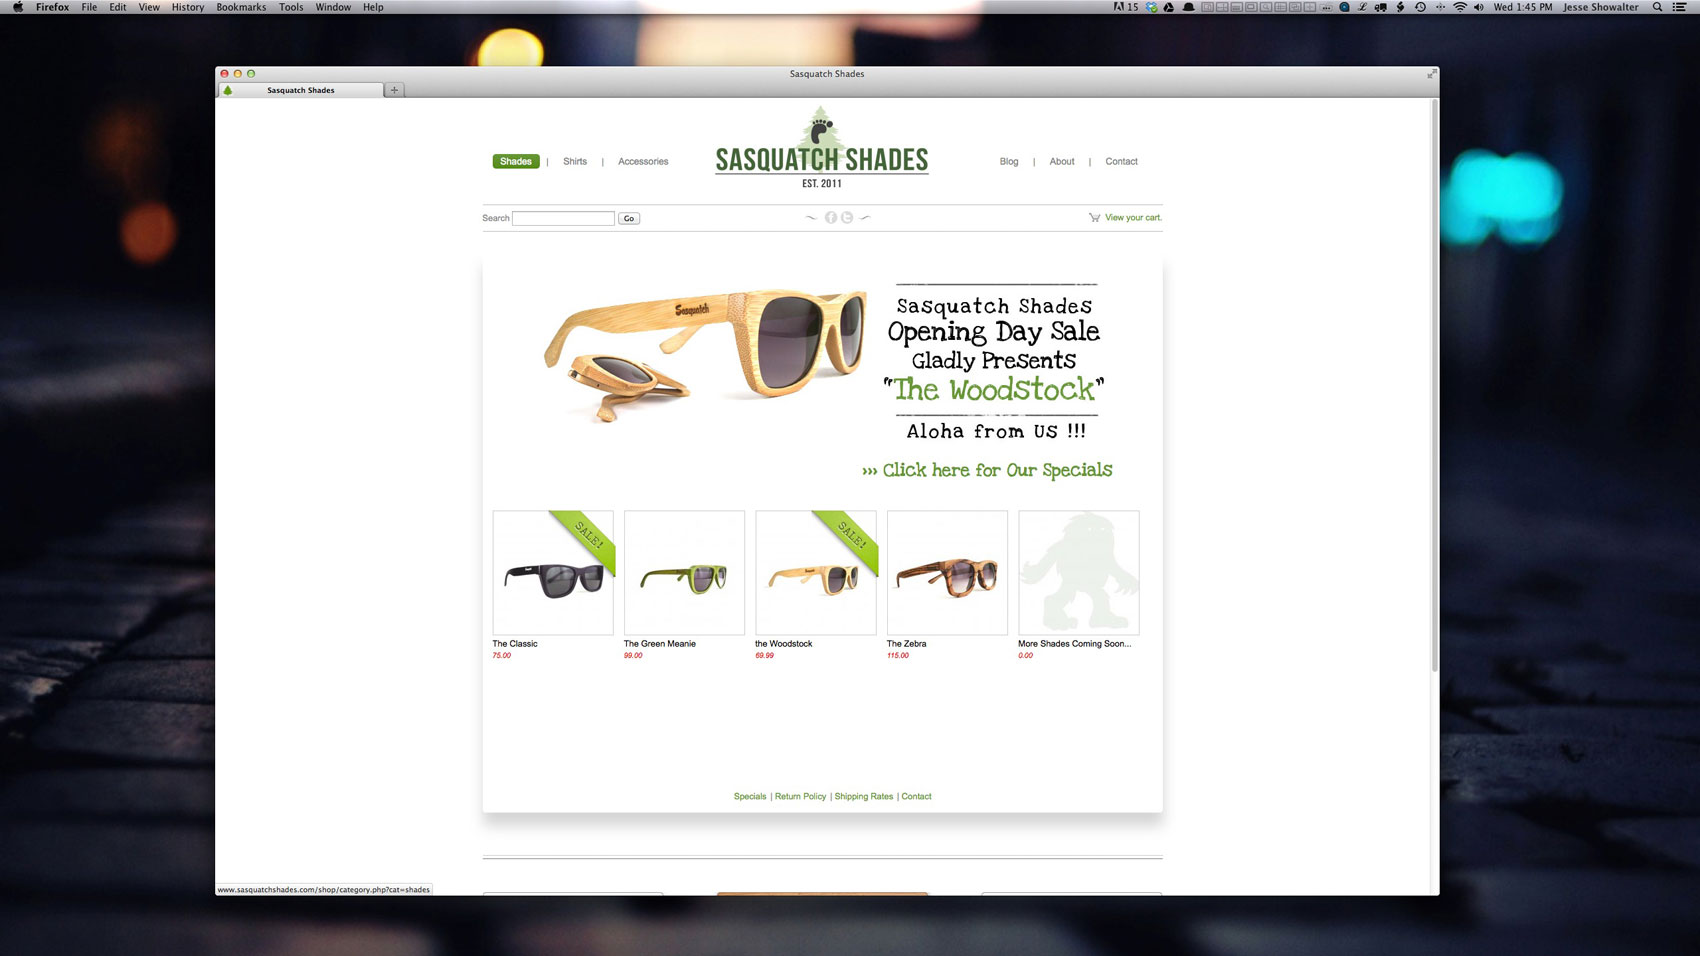 Firefox File Edit View History Bookmarks Tools Window Help
15
Wed 1:45 PM Jesse Showalter
Sasquatch Shades
Sasquatch Shades
Shades | Shirts | Accessories
SASQUATCH SHADES
EST. 2011
Blog | About | Contact
Search Go
View your cart.
Sasquatch
Sasquatch Shades
Opening Day Sale
Gladly Presents
"The Woodstock"
Aloha from Us !!!
>>> Click here for Our Specials
SALE!
SALE!
The Classic
75.00
The Green Meanie
99.00
the Woodstock
69.99
The Zebra
115.00
More Shades Coming Soon...
0.00
Specials | Return Policy | Shipping Rates | Contact
www.sasquatchshades.com/shop/category.php?cat=shades